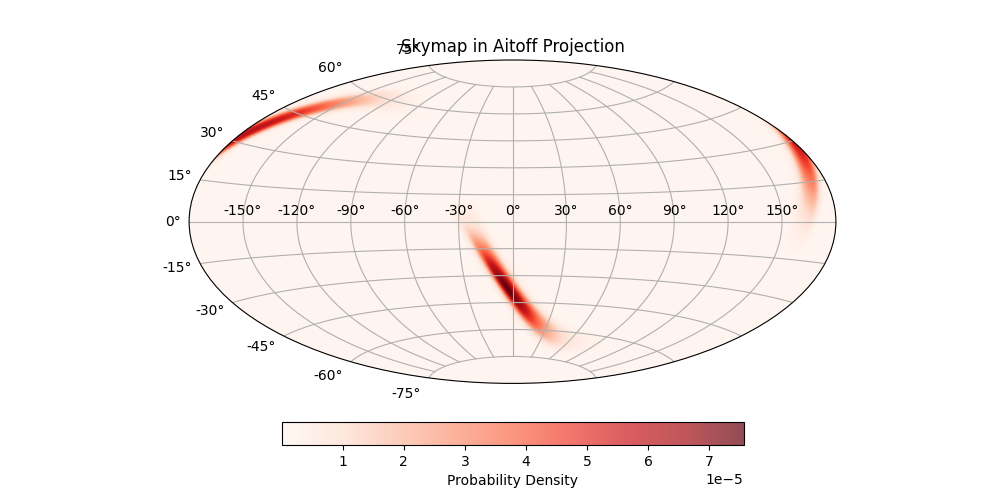 Skymap in Aitoff Projection
75°
60°
45°
30°
15°
-150° -120° -90° -60° -30° 0° 30° 60° 90° 120° 150°
0°
-15°
-30°
-45°
-60°
-75°
1 2 3 4 5 6 7
1e−5
Probability Density